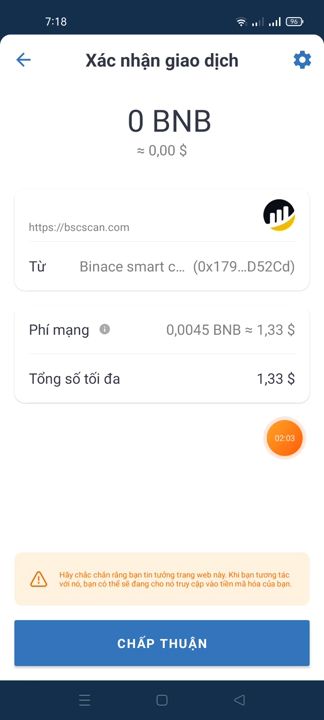 7:18
96
Xác nhận giao dịch
0 BNB
≈ 0,00 $
https://bscscan.com
Từ Binace smart c... (0x179...D52Cd)
Phí mạng 0,0045 BNB ≈ 1,33 $
Tổng số tối đa 1,33 $
02:03
Hãy chắc chắn rằng bạn tin tưởng trang web này. Khi bạn tương tác
với nó, bạn có thể sẽ đang cho nó truy cập vào tiền mã hóa của bạn.
CHẤP THUẬN